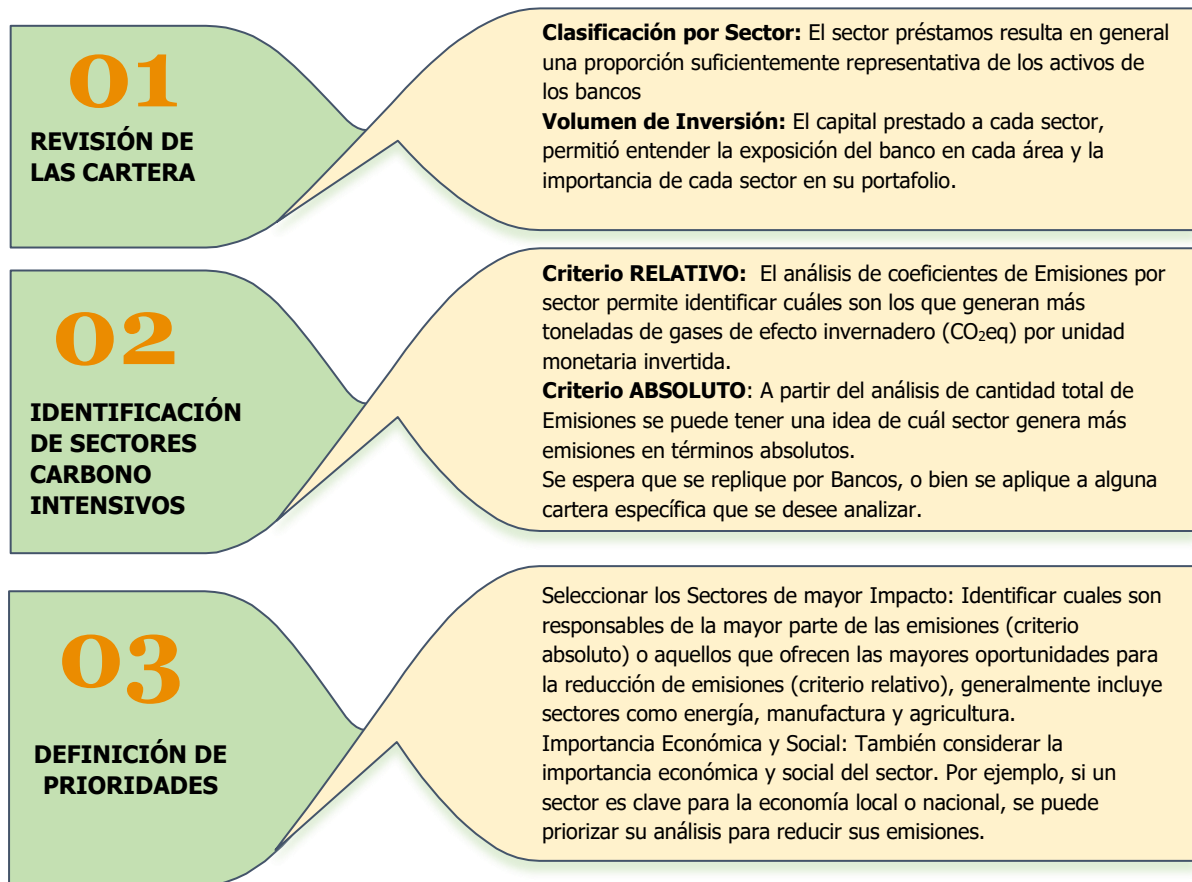 01
REVISIÓN DE
LAS CARTERA
Clasificación por Sector: El sector préstamos resulta en general
una proporción suficientemente representativa de los activos de
los bancos
Volumen de Inversión: El capital prestado a cada sector,
permitió entender la exposición del banco en cada área y la
importancia de cada sector en su portafolio.
02
IDENTIFICACIÓN
DE SECTORES
CARBONO
INTENSIVOS
Criterio RELATIVO: El análisis de coeficientes de Emisiones por
sector permite identificar cuáles son los que generan más
toneladas de gases de efecto invernadero (CO₂eq) por unidad
monetaria invertida.
Criterio ABSOLUTO: A partir del análisis de cantidad total de
Emisiones se puede tener una idea de cuál sector genera más
emisiones en términos absolutos.
Se espera que se replique por Bancos, o bien se aplique a alguna
cartera específica que se desee analizar.
03
DEFINICIÓN DE
PRIORIDADES
Seleccionar los Sectores de mayor Impacto: Identificar cuales son
responsables de la mayor parte de las emisiones (criterio
absoluto) o aquellos que ofrecen las mayores oportunidades para
la reducción de emisiones (criterio relativo), generalmente incluye
sectores como energía, manufactura y agricultura.
Importancia Económica y Social: También considerar la
importancia económica y social del sector. Por ejemplo, si un
sector es clave para la economía local o nacional, se puede
priorizar su análisis para reducir sus emisiones.